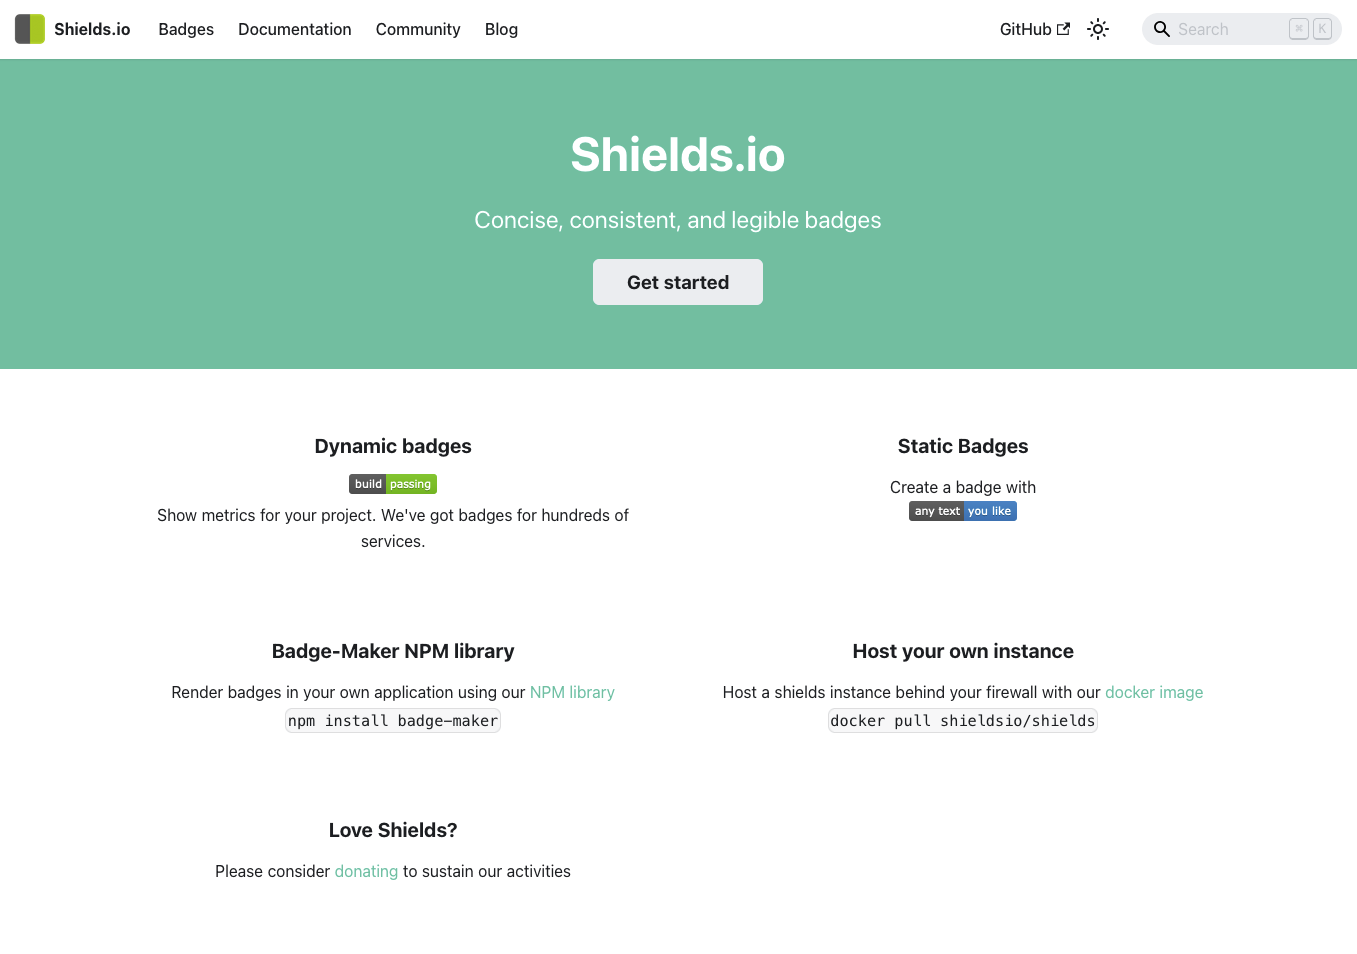 Shields.io Badges Documentation Community Blog GitHub Search ⌘ K
Shields.io
Concise, consistent, and legible badges
Get started
Dynamic badges
build passing
Show metrics for your project. We've got badges for hundreds of
services.
Static Badges
Create a badge with
any text you like
Badge-Maker NPM library
Render badges in your own application using our NPM library
npm install badge-maker
Host your own instance
Host a shields instance behind your firewall with our docker image
docker pull shieldsio/shields
Love Shields?
Please consider donating to sustain our activities